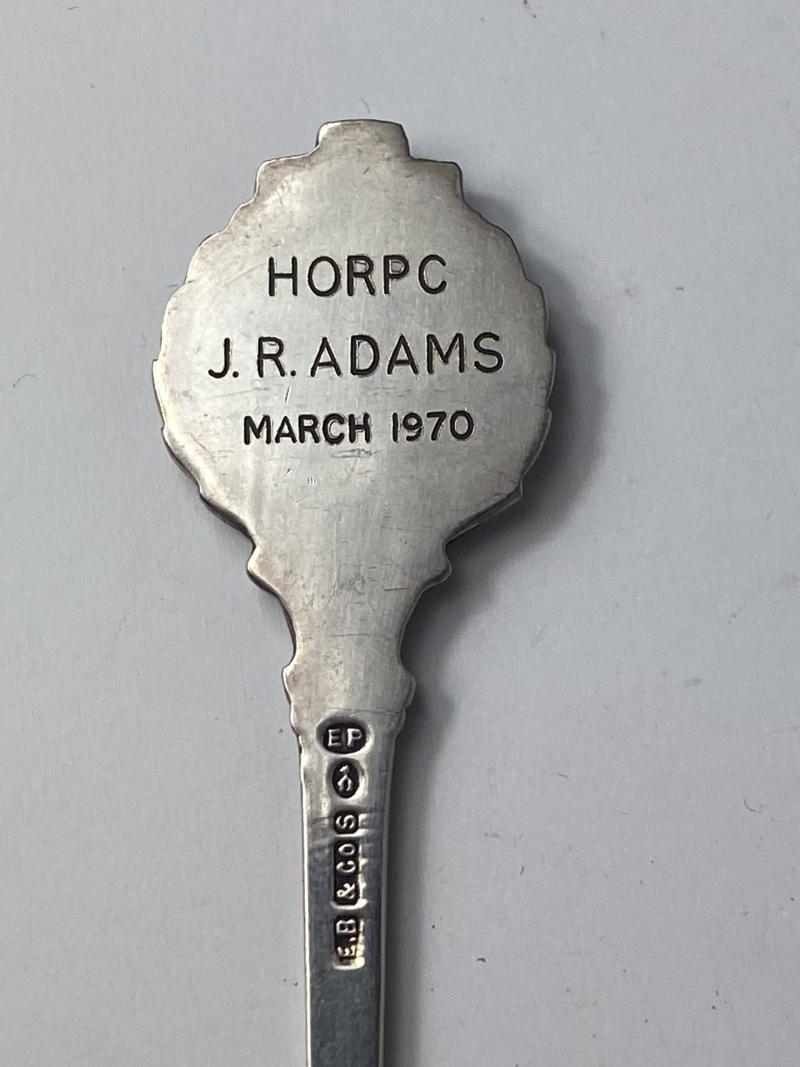 HORPC
J. R. ADAMS
MARCH 1970
EP
E.B & CO S